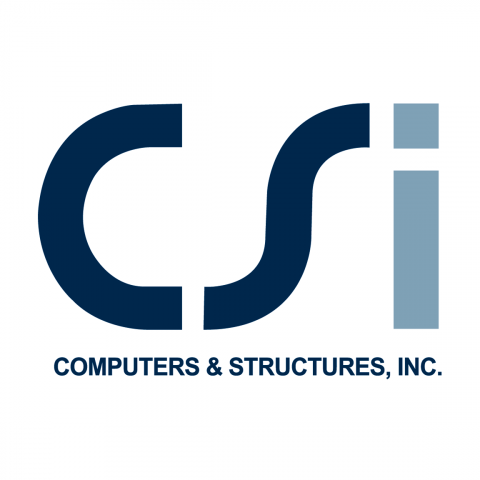 CSi
COMPUTERS & STRUCTURES, INC.